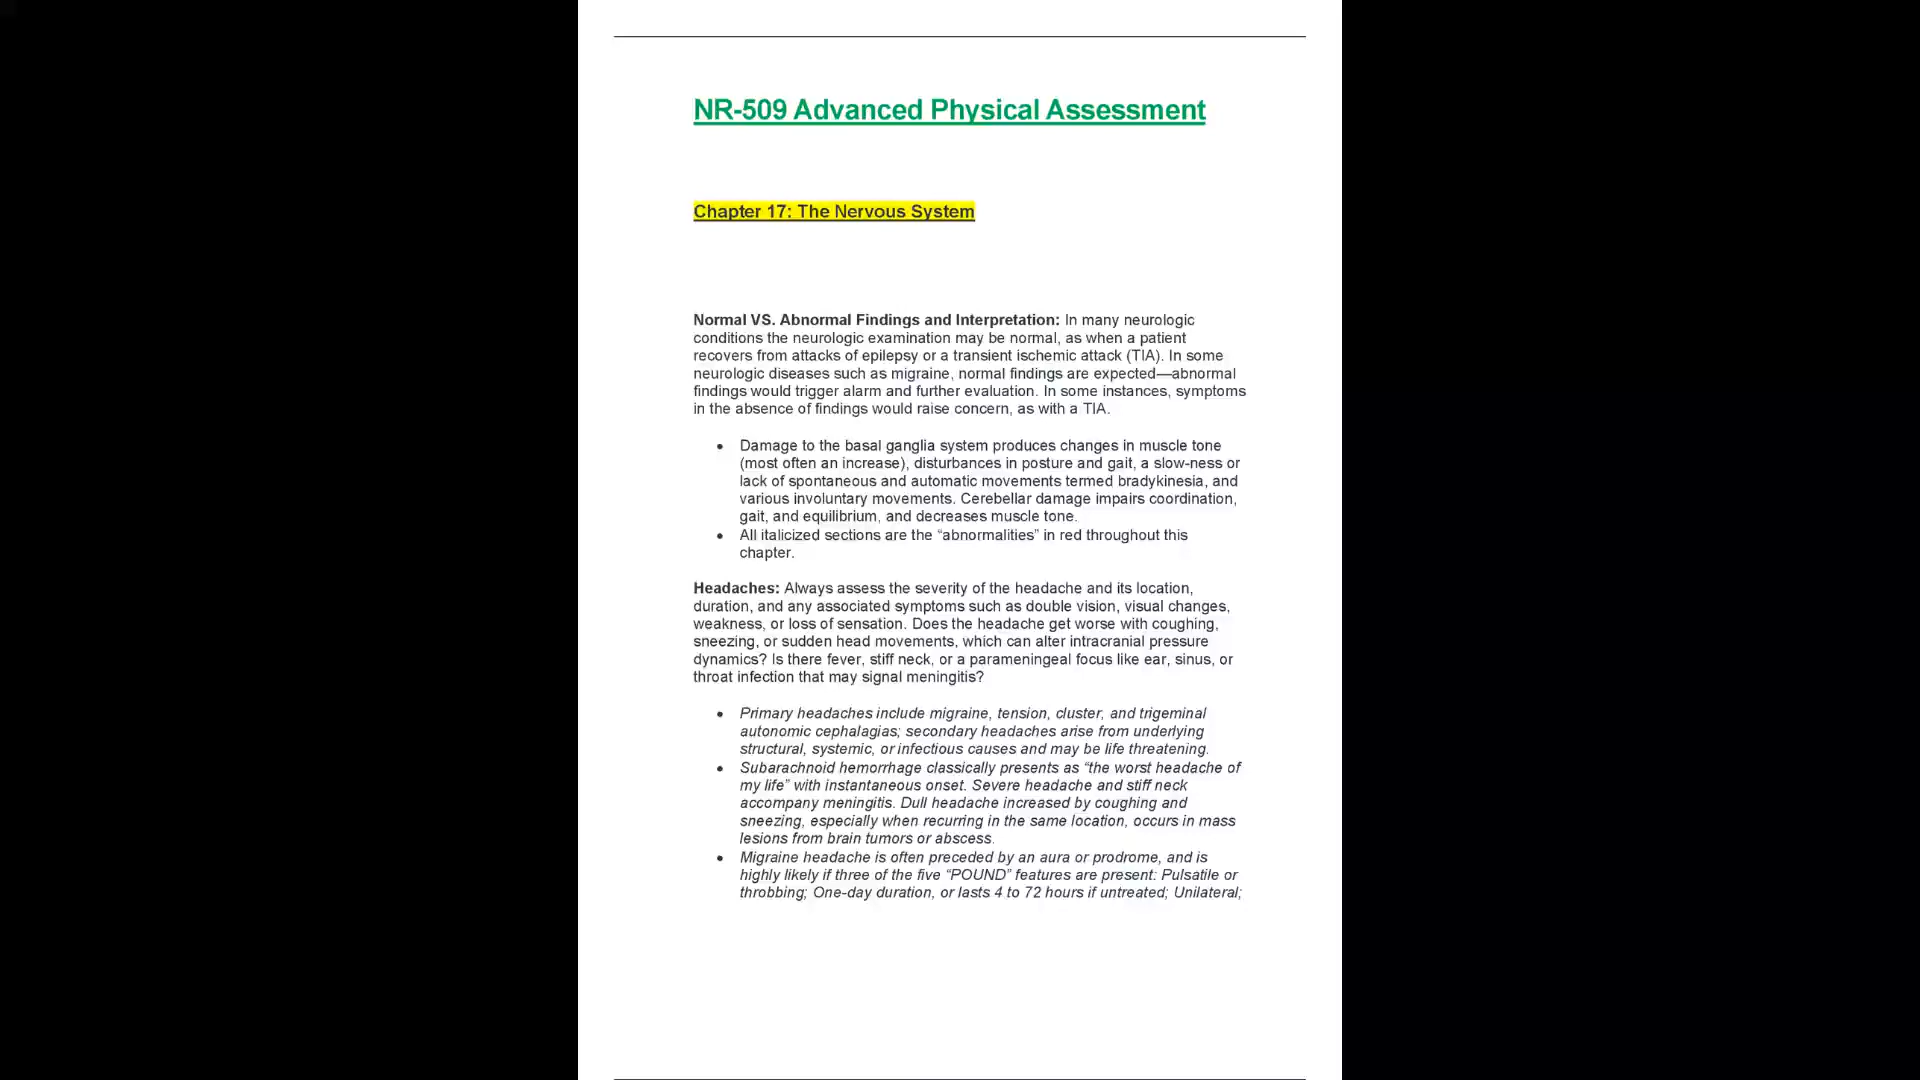 NR-509 Advanced Physical Assessment
Chapter 17: The Nervous System
Normal VS. Abnormal Findings and Interpretation: In many neurologic
conditions the neurologic examination may be normal, as when a patient
recovers from attacks of epilepsy or a transient ischemic attack (TIA). In some
neurologic diseases such as migraine, normal findings are expected—abnormal
findings would trigger alarm and further evaluation. In some instances, symptoms
in the absence of findings would raise concern, as with a TIA.
• Damage to the basal ganglia system produces changes in muscle tone
(most often an increase), disturbances in posture and gait, a slow-ness or
lack of spontaneous and automatic movements termed bradykinesia, and
various involuntary movements. Cerebellar damage impairs coordination,
gait, and equilibrium, and decreases muscle tone.
• All italicized sections are the “abnormalities” in red throughout this
chapter.
Headaches: Always assess the severity of the headache and its location,
duration, and any associated symptoms such as double vision, visual changes,
weakness, or loss of sensation. Does the headache get worse with coughing,
sneezing, or sudden head movements, which can alter intracranial pressure
dynamics? Is there fever, stiff neck, or a parameningeal focus like ear, sinus, or
throat infection that may signal meningitis?
• Primary headaches include migraine, tension, cluster, and trigeminal
autonomic cephalagias; secondary headaches arise from underlying
structural, systemic, or infectious causes and may be life threatening.
• Subarachnoid hemorrhage classically presents as “the worst headache of
my life” with instantaneous onset. Severe headache and stiff neck
accompany meningitis. Dull headache increased by coughing and
sneezing, especially when recurring in the same location, occurs in mass
lesions from brain tumors or abscess.
• Migraine headache is often preceded by an aura or prodrome, and is
highly likely if three of the five “POUND” features are present: Pulsatile or
throbbing; One-day duration, or lasts 4 to 72 hours if untreated; Unilateral;